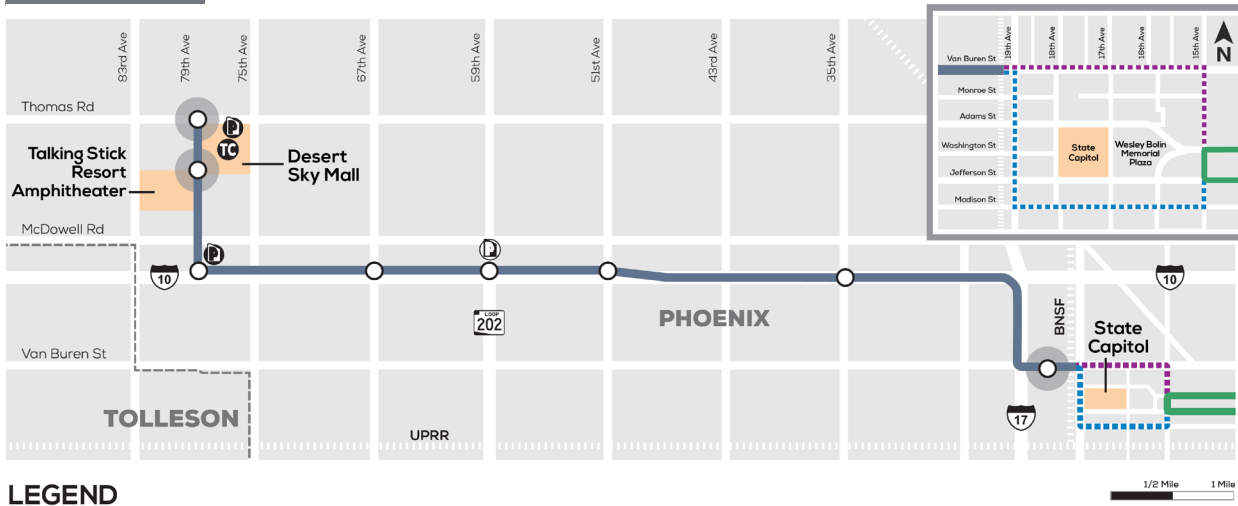 83rd Ave
79th Ave
75th Ave
67th Ave
59th Ave
51st Ave
43rd Ave
35th Ave
Thomas Rd
P
TC
Talking Stick
Resort
Amphitheater
Desert
Sky Mall
McDowell Rd
P
P
10
LOOP
202
PHOENIX
BNSF
10
State
Capitol
Van Buren St
TOLLESON
17
UPRR
19th Ave
18th Ave
17th Ave
16th Ave
15th Ave
N
Van Buren St
Monroe St
Adams St
Washington St
Jefferson St
Madison St
State
Capitol
Wesley Bolin
Memorial
Plaza
LEGEND
1/2 Mile
1 Mile